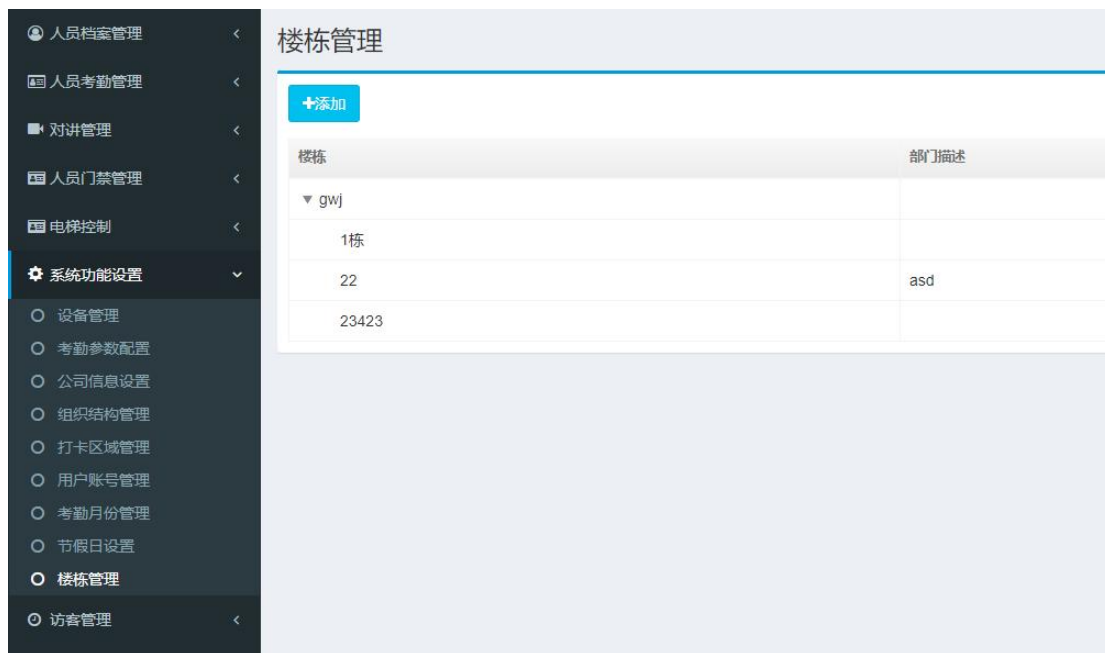 人员档案管理
人员考勤管理
对讲管理
人员门禁管理
电梯控制
系统功能设置
设备管理
考勤参数配置
公司信息设置
组织结构管理
打卡区域管理
用户账号管理
考勤月份管理
节假日设置
楼栋管理
访客管理
楼栋管理
+添加
楼栋 部门描述
gwj
1栋
22 asd
23423